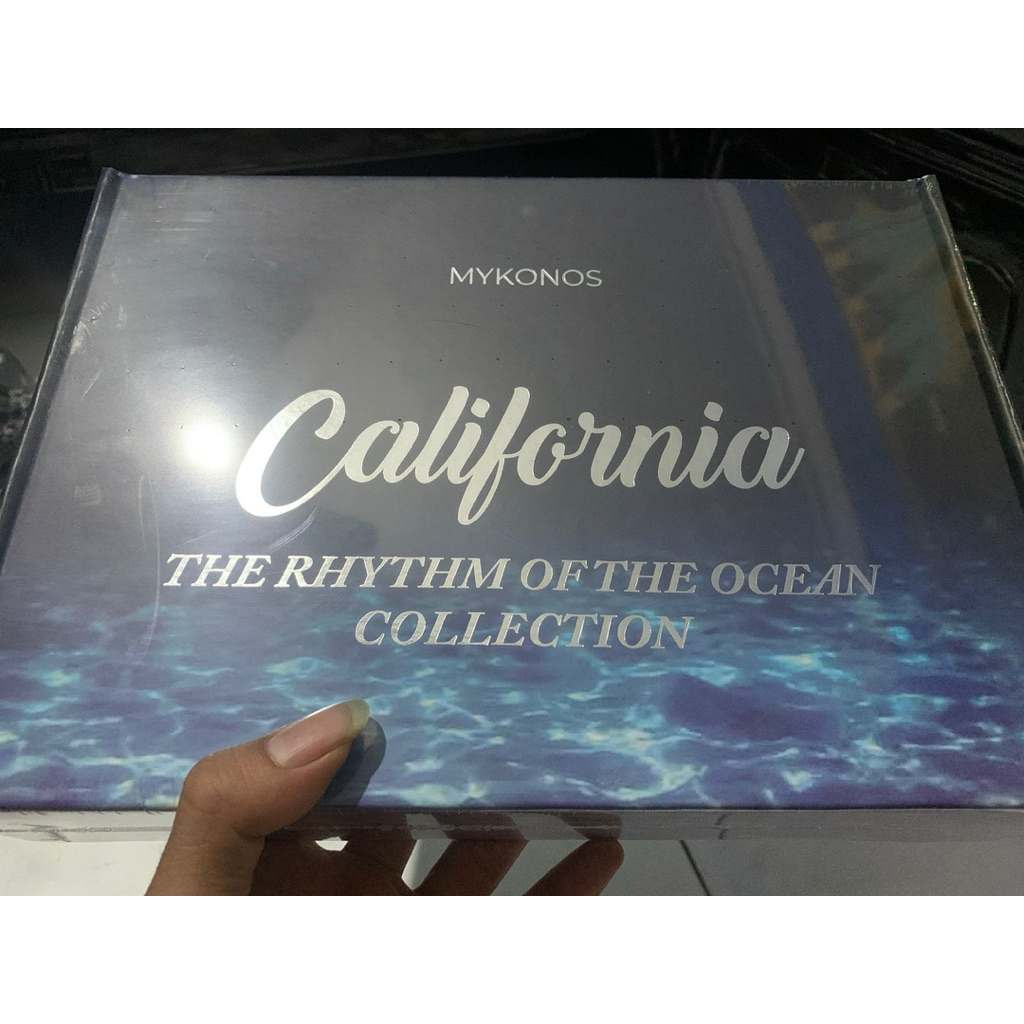 MYKONOS
California
THE RHYTHM OF THE OCEAN
COLLECTION